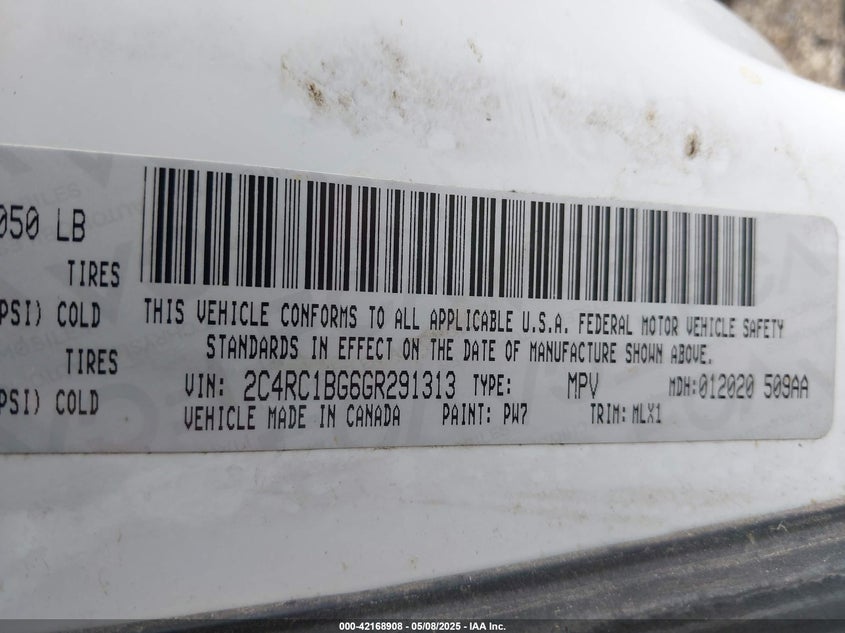 050 LB
TIRES
PSI) COLD
TIRES
PSI) COLD
THIS VEHICLE CONFORMS TO ALL APPLICABLE U.S.A. FEDERAL MOTOR VEHICLE SAFETY
STANDARDS IN EFFECT ON THE DATE OF MANUFACTURE SHOWN ABOVE.
VIN: 2C4RC1BG6GR291313 TYPE: MPV MDH:012020 509AA
VEHICLE MADE IN CANADA PAINT: PW7 TRIM: MLX1
000-42168908 - 05/08/2025 - IAA Inc.